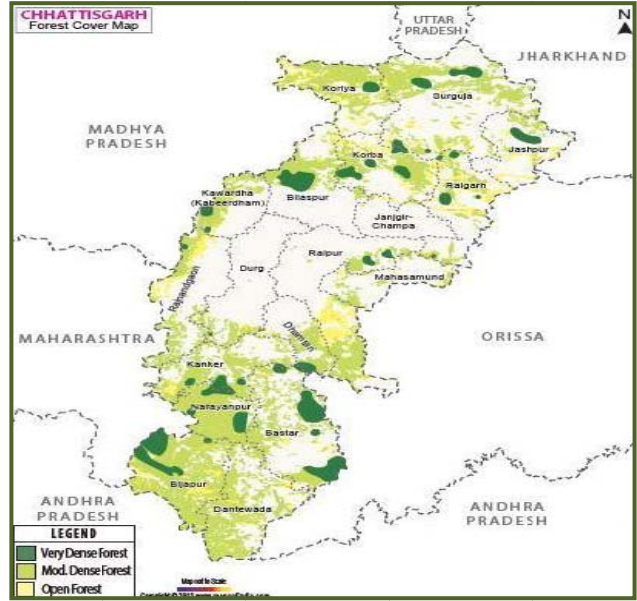 CHHATTISGARH
Forest Cover Map
N
UTTAR
PRADESH
JHARKHAND
MADHYA
PRADESH
Koriya
Surguja
Jashpur
Korba
Raigarh
Kawardha
(Kabeerdham)
Bilaspur
Janjgir-
Champa
Raipur
Durg
Mahasamund
Rajnandgaon
Dhamtari
MAHARASHTRA
ORISSA
Kanker
Narayanpur
Bastar
Bijapur
Dantewada
ANDHRA
PRADESH
ANDHRA
PRADESH
LEGEND
Very Dense Forest
Mod. Dense Forest
Open Forest
Map not to Scale